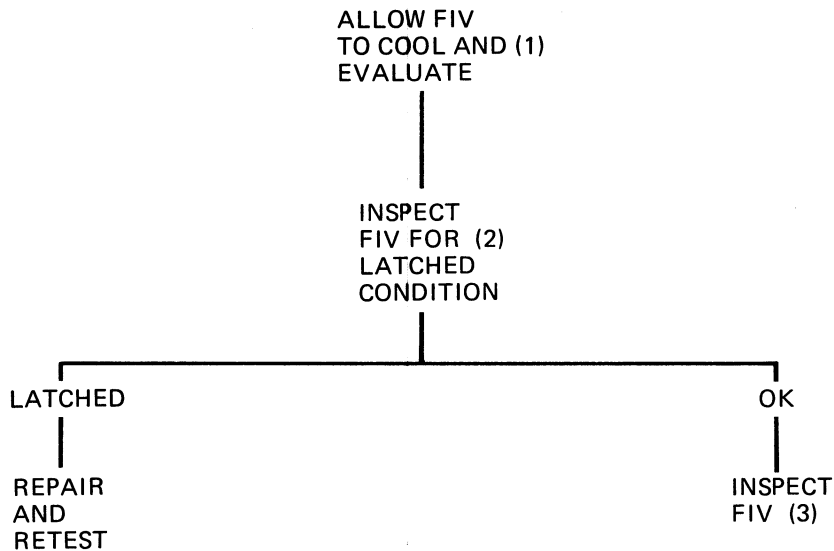 ALLOW FIV
TO COOL AND (1)
EVALUATE
INSPECT
FIV FOR (2)
LATCHED
CONDITION
LATCHED
OK
REPAIR
AND
RETEST
INSPECT
FIV (3)